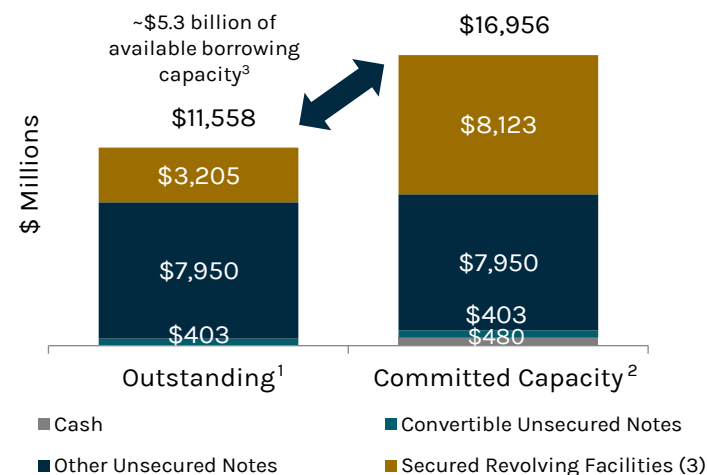 ~$5.3 billion of
available borrowing
capacity³
$16,956
$11,558
$ Millions
$8,123
$3,205
$7,950
$7,950
$403
$403
$480
Outstanding¹
Committed Capacity²
Cash
Convertible Unsecured Notes
Other Unsecured Notes
Secured Revolving Facilities (3)